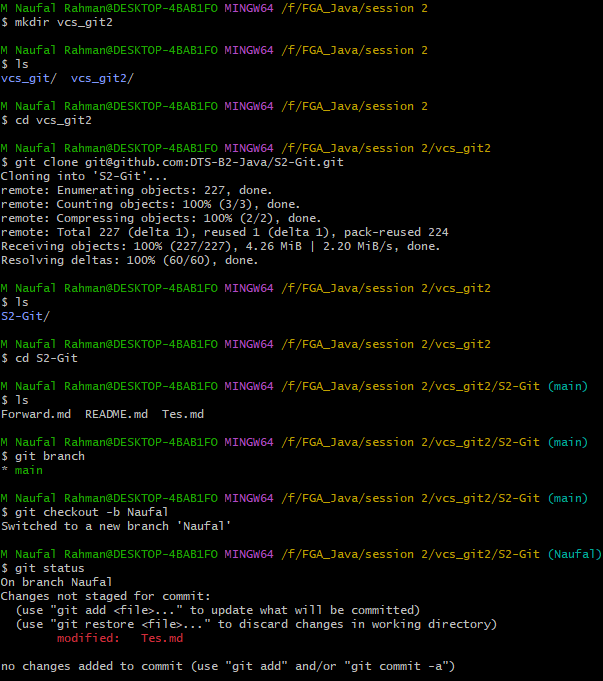 M Naufal Rahman@DESKTOP-4BAB1FO MINGW64 /f/FGA_Java/session 2
$ mkdir vcs_git2
M Naufal Rahman@DESKTOP-4BAB1FO MINGW64 /f/FGA_Java/session 2
$ ls
vcs_git/  vcs_git2/
M Naufal Rahman@DESKTOP-4BAB1FO MINGW64 /f/FGA_Java/session 2
$ cd vcs_git2
M Naufal Rahman@DESKTOP-4BAB1FO MINGW64 /f/FGA_Java/session 2/vcs_git2
$ git clone git@github.com:DTS-B2-Java/S2-Git.git
Cloning into 'S2-Git'...
remote: Enumerating objects: 227, done.
remote: Counting objects: 100% (3/3), done.
remote: Compressing objects: 100% (2/2), done.
remote: Total 227 (delta 1), reused 1 (delta 1), pack-reused 224
Receiving objects: 100% (227/227), 4.26 MiB | 2.20 MiB/s, done.
Resolving deltas: 100% (60/60), done.
M Naufal Rahman@DESKTOP-4BAB1FO MINGW64 /f/FGA_Java/session 2/vcs_git2
$ ls
S2-Git/
M Naufal Rahman@DESKTOP-4BAB1FO MINGW64 /f/FGA_Java/session 2/vcs_git2
$ cd S2-Git
M Naufal Rahman@DESKTOP-4BAB1FO MINGW64 /f/FGA_Java/session 2/vcs_git2/S2-Git (main)
$ ls
Forward.md  README.md  Tes.md
M Naufal Rahman@DESKTOP-4BAB1FO MINGW64 /f/FGA_Java/session 2/vcs_git2/S2-Git (main)
$ git branch
* main
M Naufal Rahman@DESKTOP-4BAB1FO MINGW64 /f/FGA_Java/session 2/vcs_git2/S2-Git (main)
$ git checkout -b Naufal
Switched to a new branch 'Naufal'
M Naufal Rahman@DESKTOP-4BAB1FO MINGW64 /f/FGA_Java/session 2/vcs_git2/S2-Git (Naufal)
$ git status
On branch Naufal
Changes not staged for commit:
  (use "git add <file>..." to update what will be committed)
  (use "git restore <file>..." to discard changes in working directory)
        modified:   Tes.md
no changes added to commit (use "git add" and/or "git commit -a")